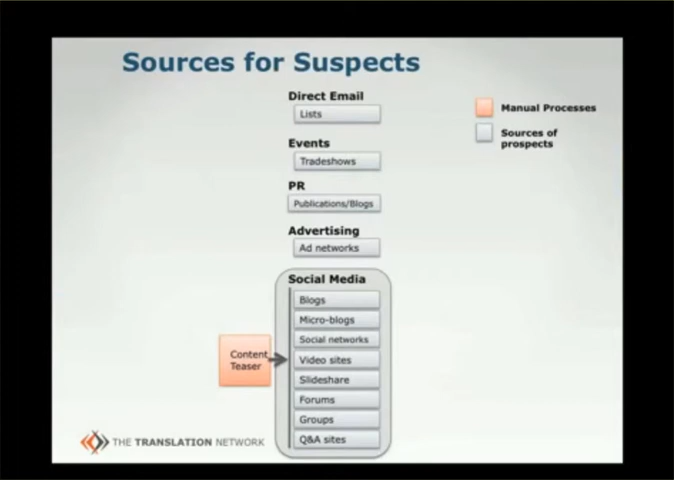 Sources for Suspects
Direct Email
Lists
Manual Processes
Sources of
prospects
Events
Tradeshows
PR
Publications/Blogs
Advertising
Ad networks
Social Media
Blogs
Micro-blogs
Social networks
Content
Teaser
Video sites
Slideshare
Forums
Groups
Q&A sites
THE TRANSLATION NETWORK